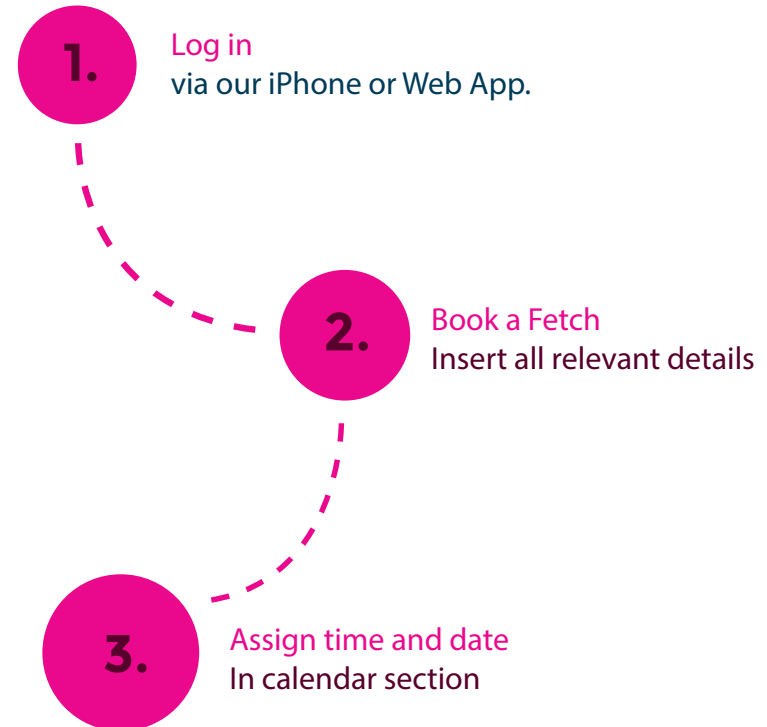 1.
Log in
via our iPhone or Web App.
2.
Book a Fetch
Insert all relevant details
3.
Assign time and date
In calendar section